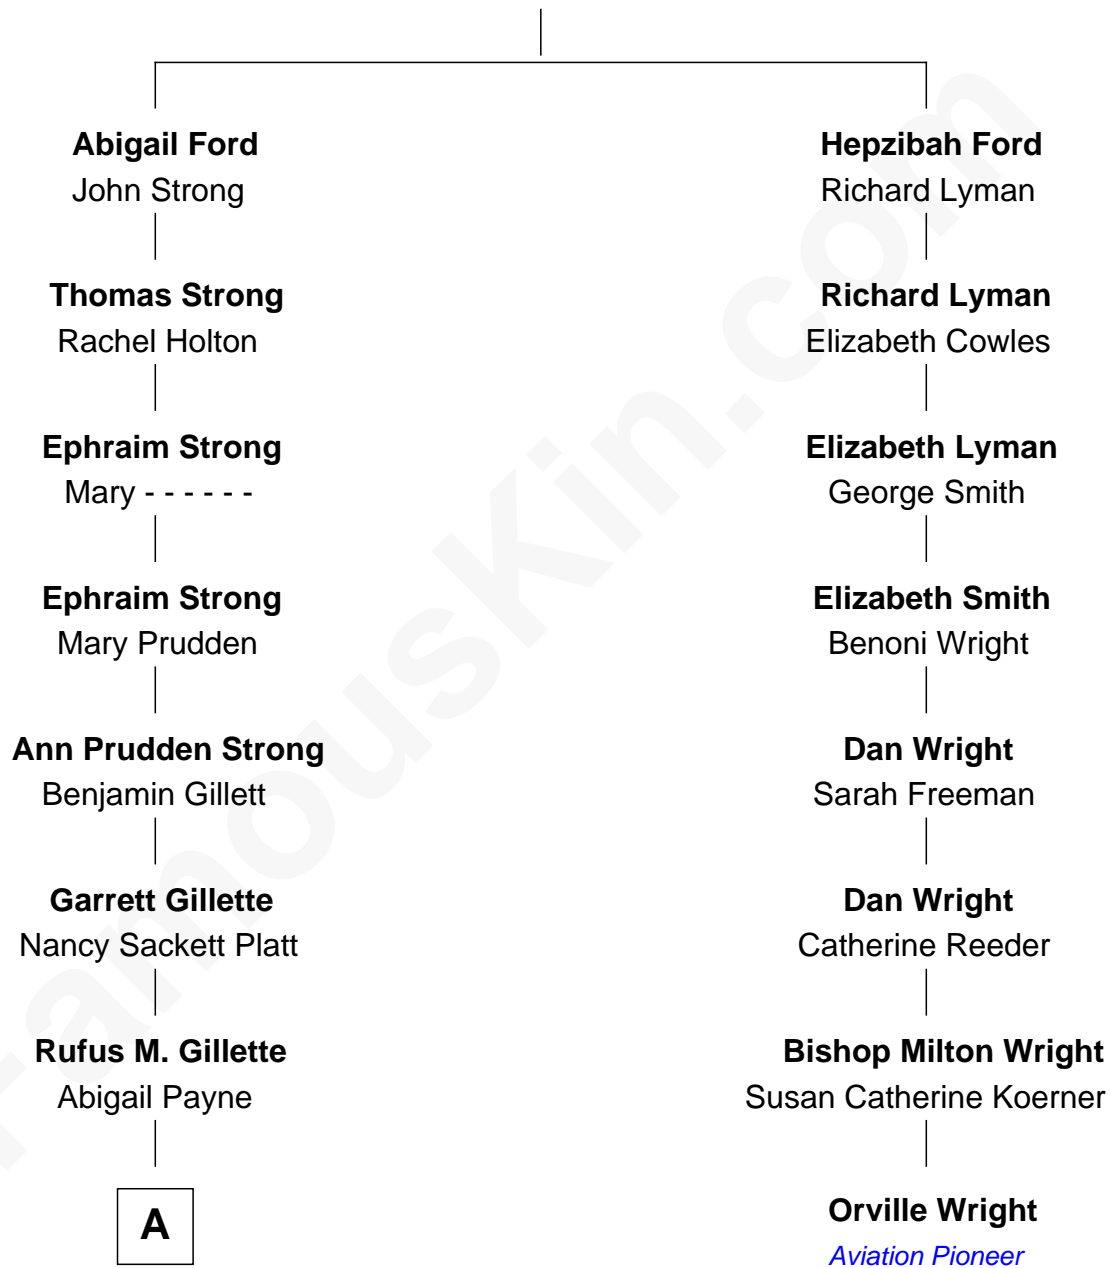 Abigail Ford
John Strong
Thomas Strong
Rachel Holton
Ephraim Strong
Mary - - - - - -
Ephraim Strong
Mary Prudden
Ann Prudden Strong
Benjamin Gillett
Garrett Gillette
Nancy Sackett Platt
Rufus M. Gillette
Abigail Payne
A
Hepzibah Ford
Richard Lyman
Richard Lyman
Elizabeth Cowles
Elizabeth Lyman
George Smith
Elizabeth Smith
Benoni Wright
Dan Wright
Sarah Freeman
Dan Wright
Catherine Reeder
Bishop Milton Wright
Susan Catherine Koerner
Orville Wright
Aviation Pioneer
FamousKin.com